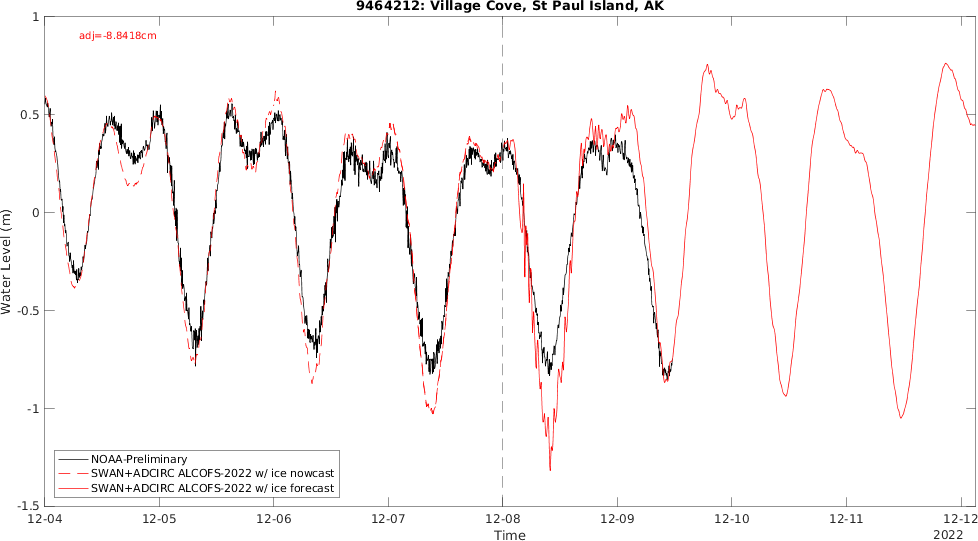 9464212: Village Cove, St Paul Island, AK
adj=-8.8418cm
1
0.5
0
-0.5
-1
-1.5
Water Level (m)
NOAA-Preliminary
SWAN+ADCIRC ALCOFS-2022 w/ ice nowcast
SWAN+ADCIRC ALCOFS-2022 w/ ice forecast
12-04 12-05 12-06 12-07 12-08 12-09 12-10 12-11 12-12
Time
2022